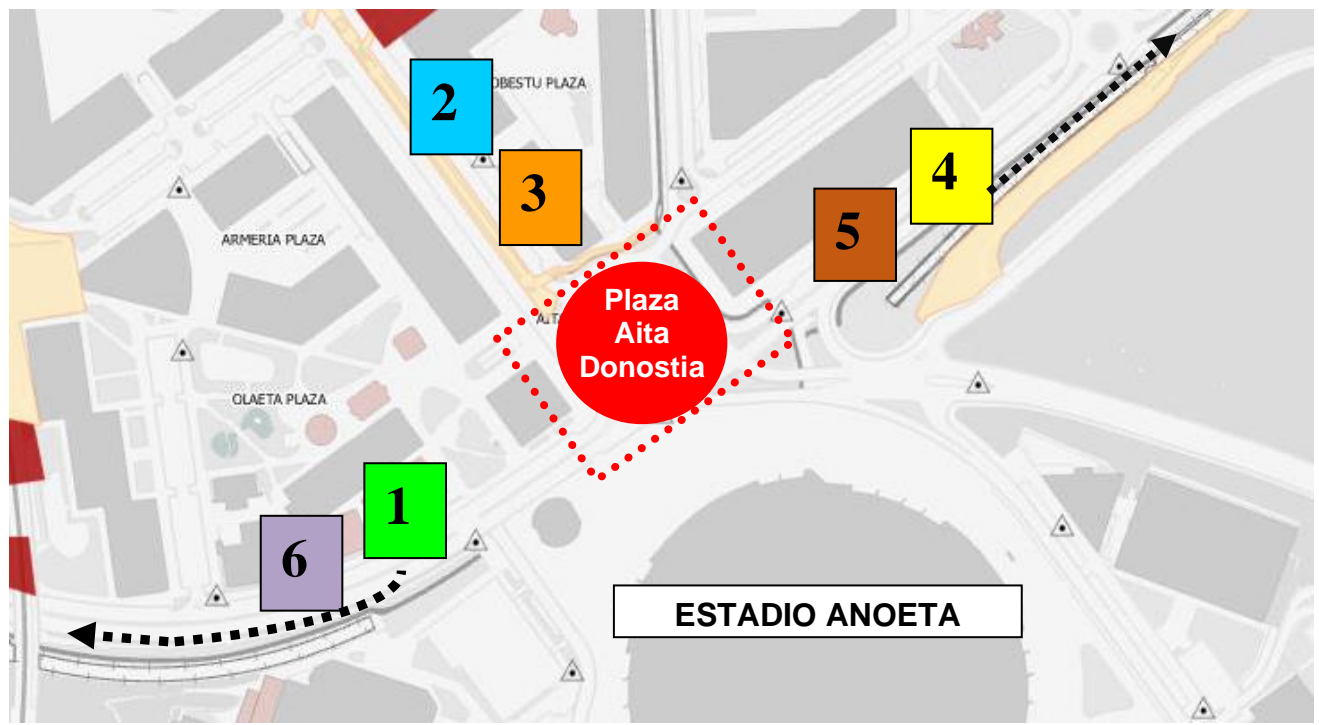 2
OBESTU PLAZA
3
4
5
ARMERIA PLAZA
Plaza
Aita
Donostia
OLAETA PLAZA
1
6
ESTADIO ANOETA